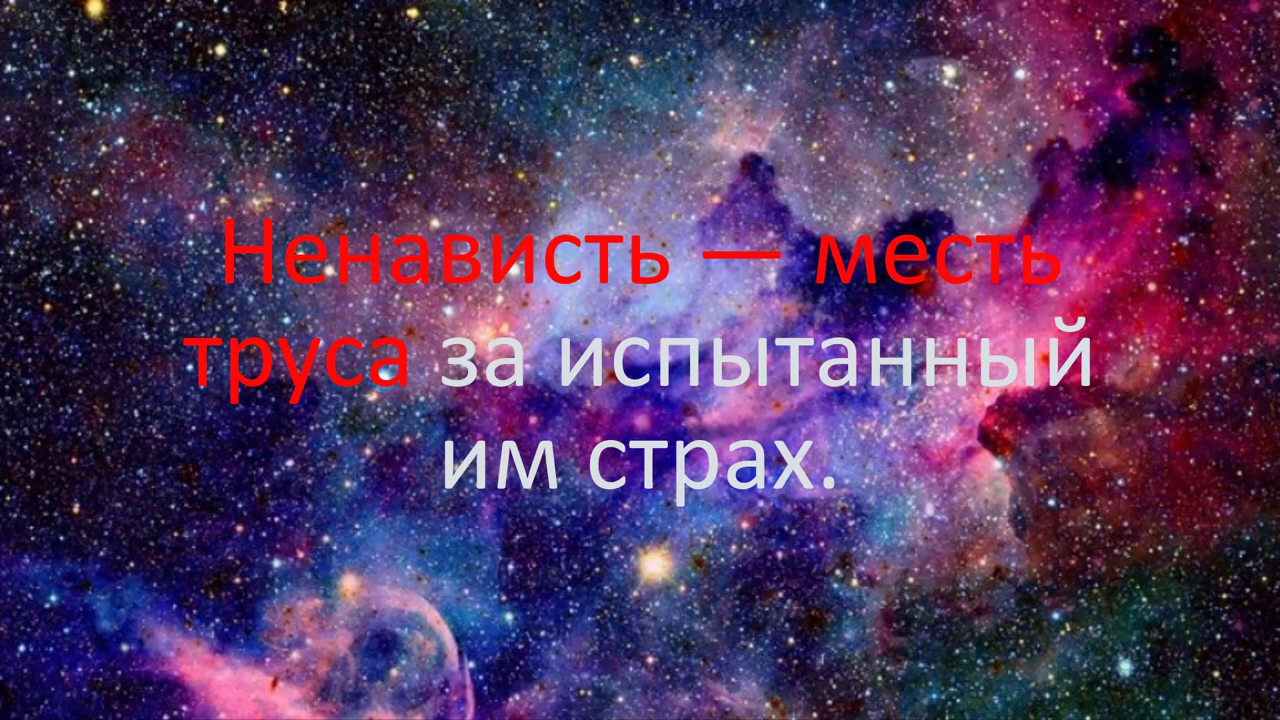 Ненависть — месть
труса за испытанный
им страх.